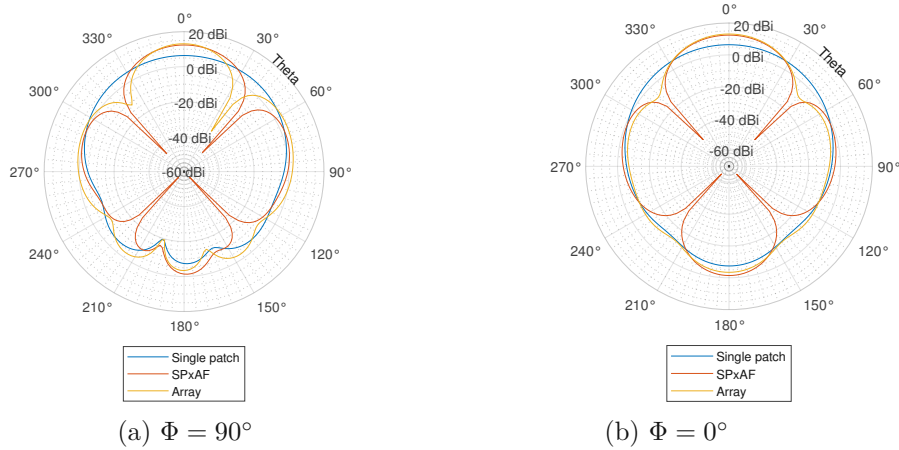 0°
330°
20 dBi
30°
Theta
0 dBi
300°
60°
-20 dBi
-40 dBi
270°
-60 dBi
90°
240°
120°
210°
150°
180°
Single patch
SPxAF
Array
(a) Φ = 90°
0°
330°
20 dBi
30°
Theta
0 dBi
300°
60°
-20 dBi
-40 dBi
-60 dBi
270°
90°
240°
120°
210°
150°
180°
Single patch
SPxAF
Array
(b) Φ = 0°